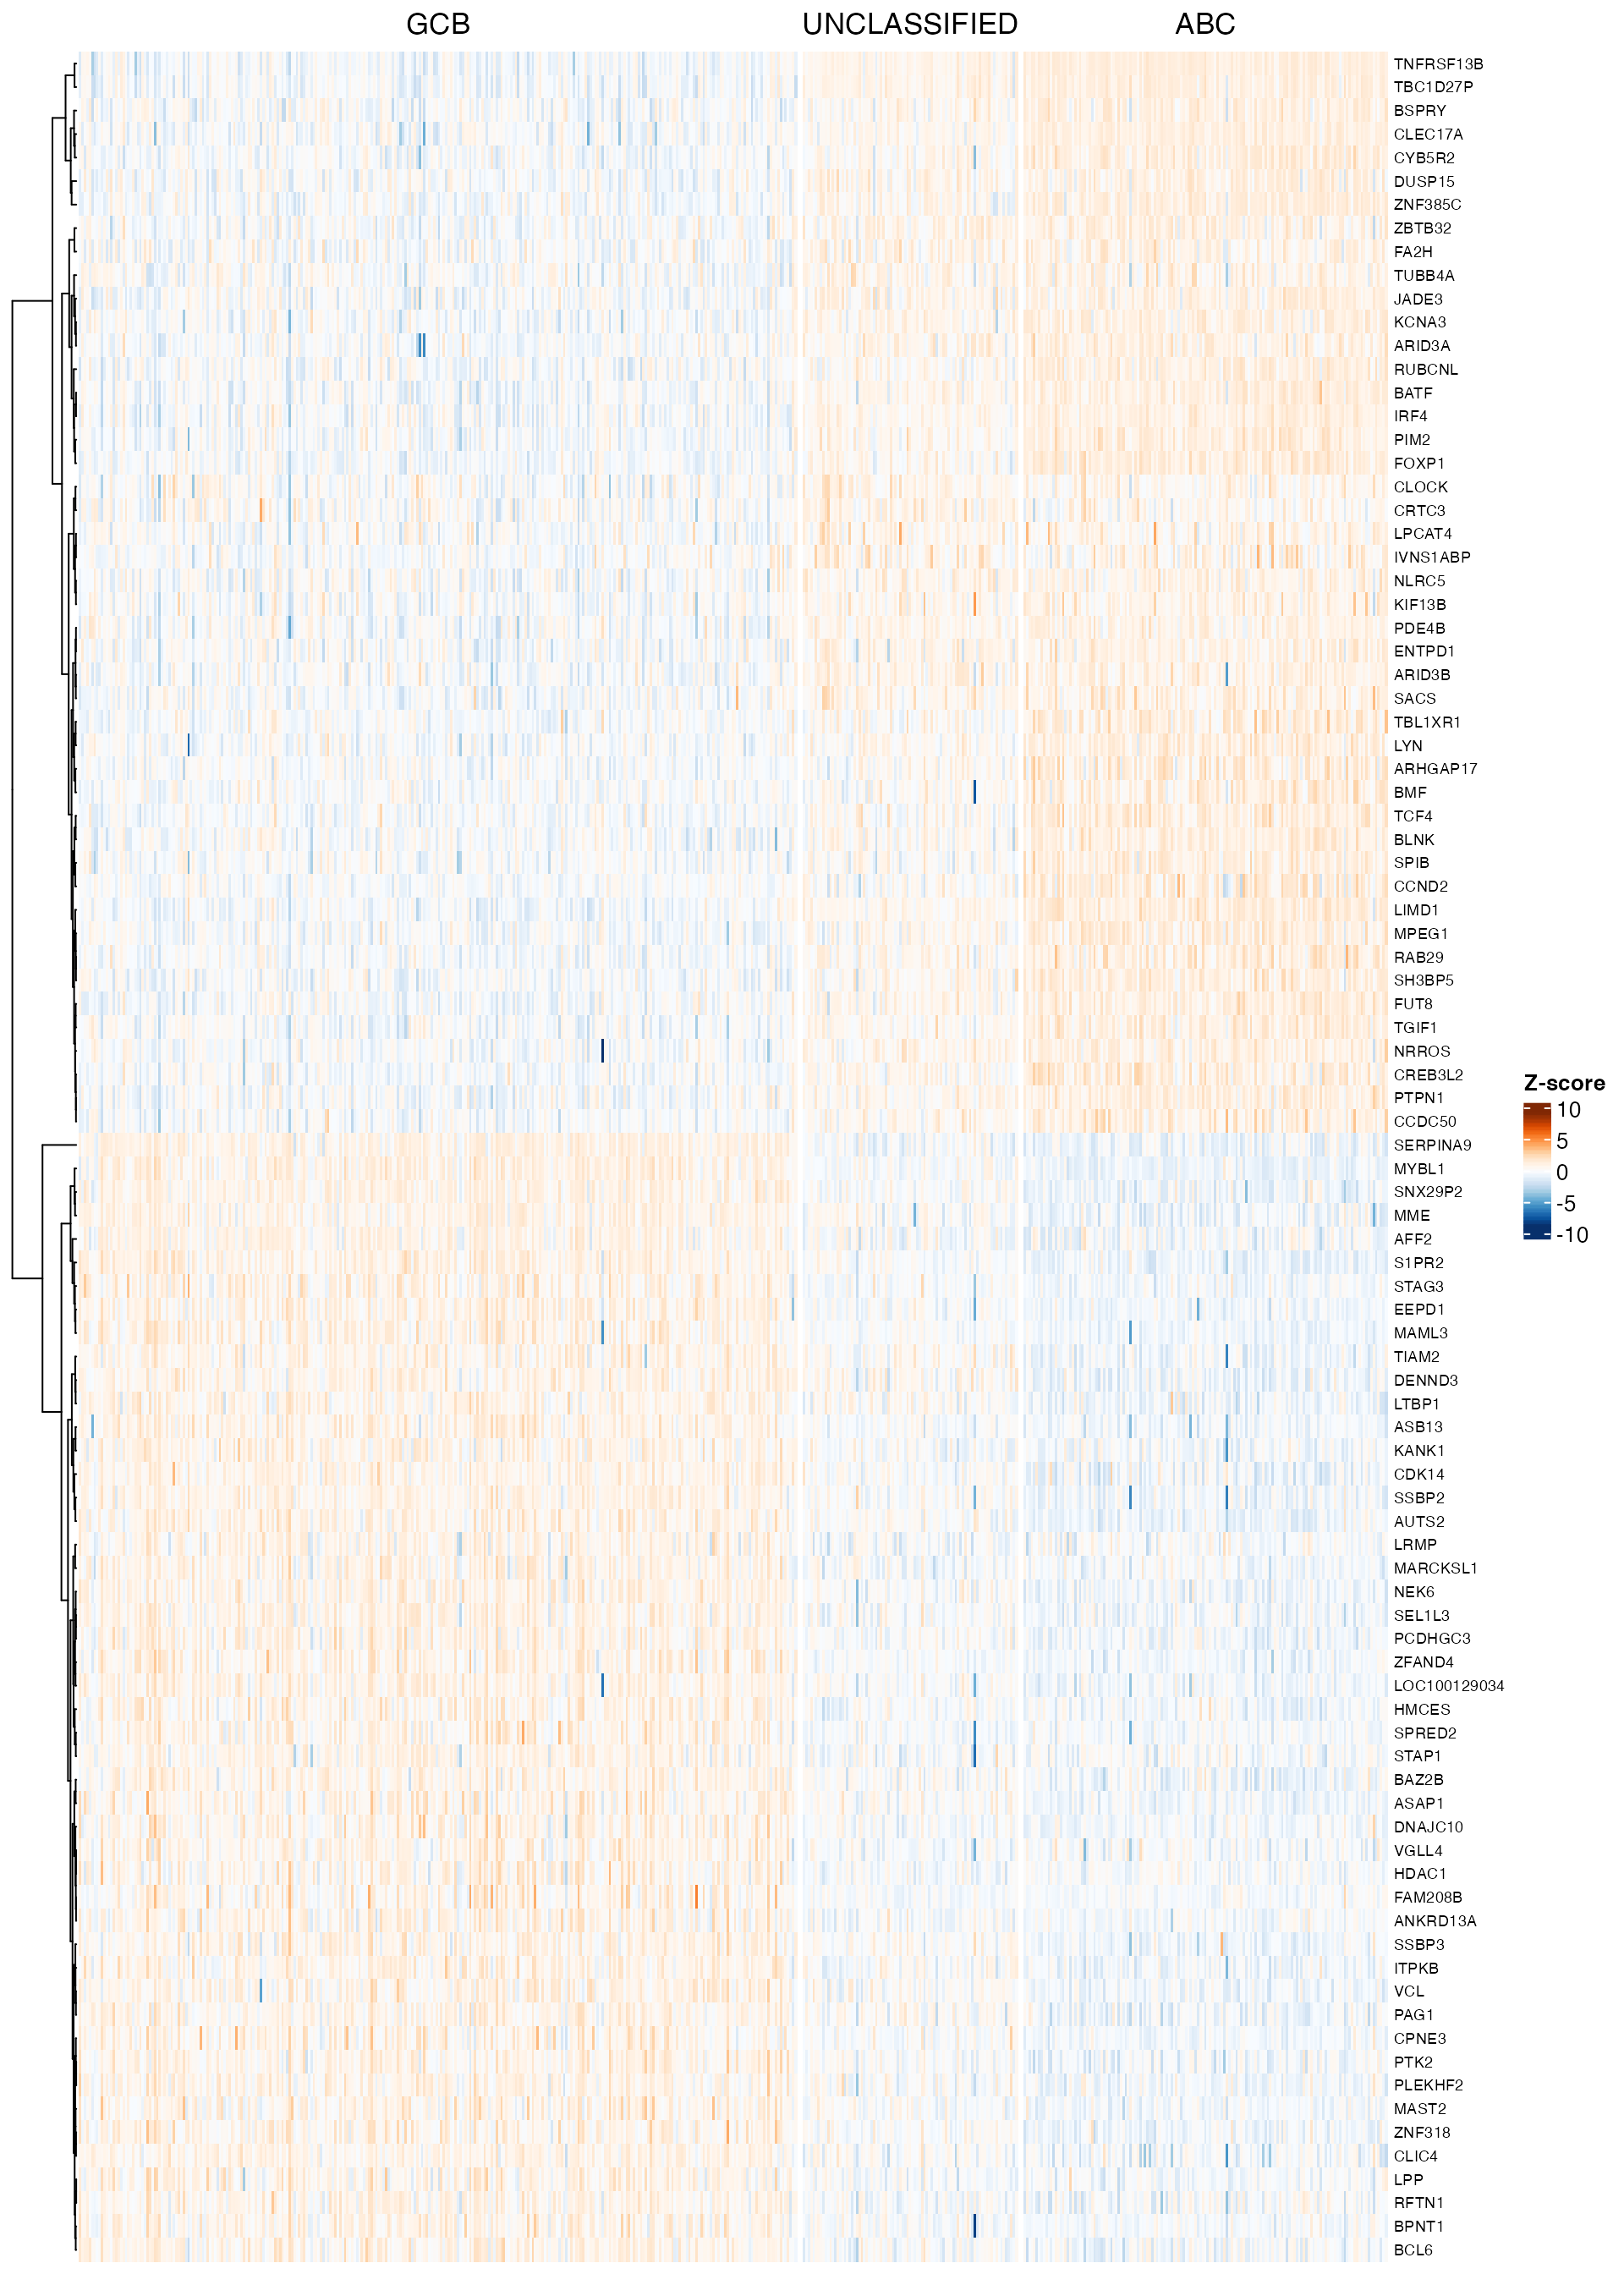 GCB UNCLASSIFIED ABC
TNFRSF13B
TBC1D27P
BSPRY
CLEC17A
CYB5R2
DUSP15
ZNF385C
ZBTB32
FA2H
TUBB4A
JADE3
KCNA3
ARID3A
RUBCNL
BATF
IRF4
PIM2
FOXP1
CLOCK
CRTC3
LPCAT4
IVNS1ABP
NLRC5
KIF13B
PDE4B
ENTPD1
ARID3B
SACS
TBL1XR1
LYN
ARHGAP17
BMF
TCF4
BLNK
SPIB
CCND2
LIMD1
MPEG1
RAB29
SH3BP5
FUT8
TGIF1
NRROS
CREB3L2
PTPN1
CCDC50
SERPINA9
MYBL1
SNX29P2
MME
AFF2
S1PR2
STAG3
EEPD1
MAML3
TIAM2
DENND3
LTBP1
ASB13
KANK1
CDK14
SSBP2
AUTS2
LRMP
MARCKSL1
NEK6
SEL1L3
PCDHGC3
ZFAND4
LOC100129034
HMCES
SPRED2
STAP1
BAZ2B
ASAP1
DNAJC10
VGLL4
HDAC1
FAM208B
ANKRD13A
SSBP3
ITPKB
VCL
PAG1
CPNE3
PTK2
PLEKHF2
MAST2
ZNF318
CLIC4
LPP
RFTN1
BPNT1
BCL6
Z-score
10
5
0
-5
-10